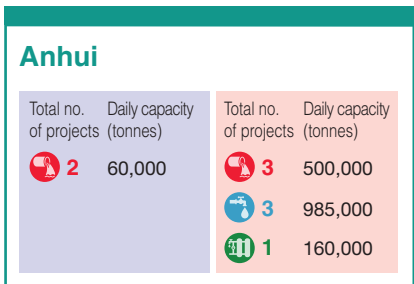 Anhui
Total no. Daily capacity
of projects (tonnes)
2 60,000
Total no. Daily capacity
of projects (tonnes)
3 500,000
3 985,000
1 160,000